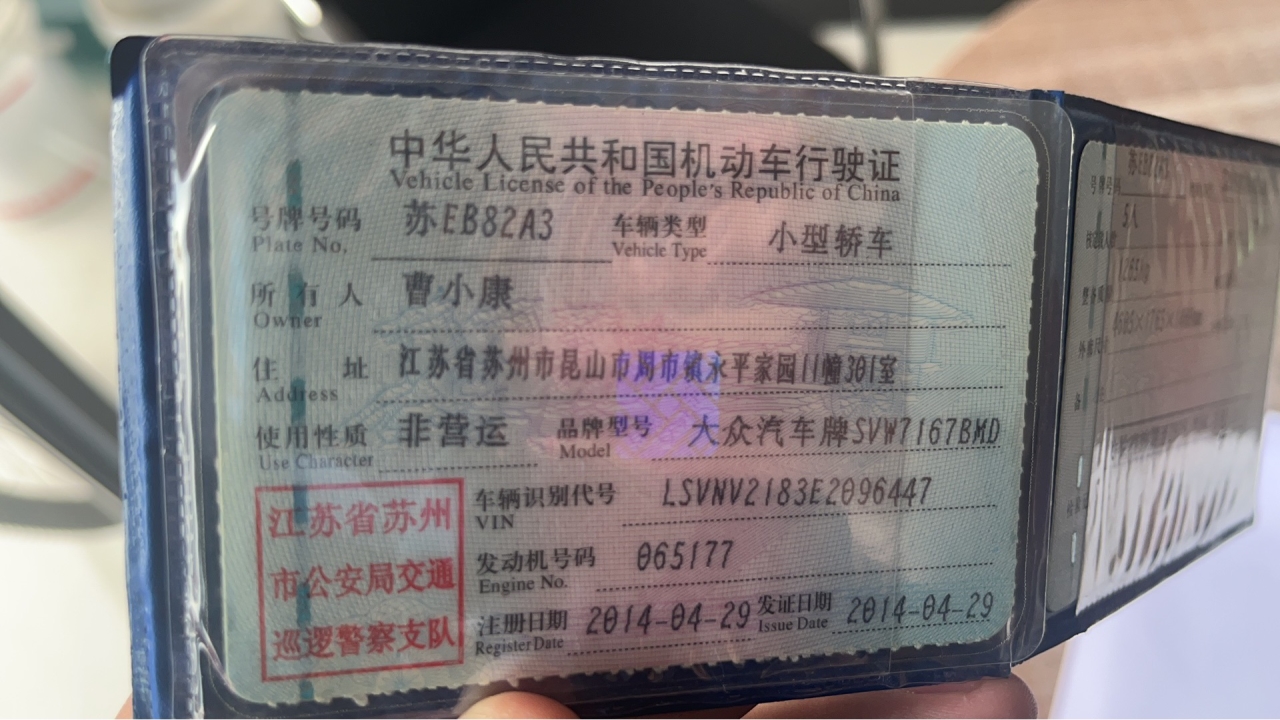 中华人民共和国机动车行驶证
Vehicle License of the People's Republic of China
号牌号码 苏EB82A3 车辆类型 小型轿车
Plate No. Vehicle Type
所有人 曹小康
Owner
住址 江苏省苏州市昆山市周市镇永平家园11幢301室
Address
使用性质 非营运 品牌型号 大众汽车牌SVW7167BMD
Use Character Model
江苏省苏州
市公安局交通
巡逻警察支队
车辆识别代号 LSVNV2183E2096447
VIN
发动机号码 065177
Engine No.
注册日期 2014-04-29 发证日期 2014-04-29
Register Date Issue Date
号牌号码
5人